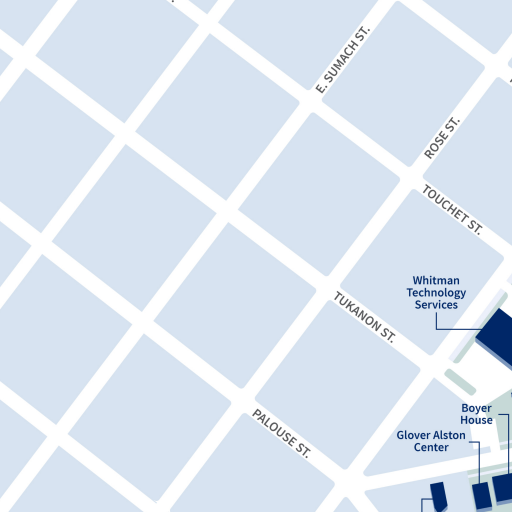 E. SUMACH ST.
ROSE ST.
TOUCHET ST.
Whitman
Technology
Services
TUKANON ST.
Boyer
House
PALOUSE ST.
Glover Alston
Center